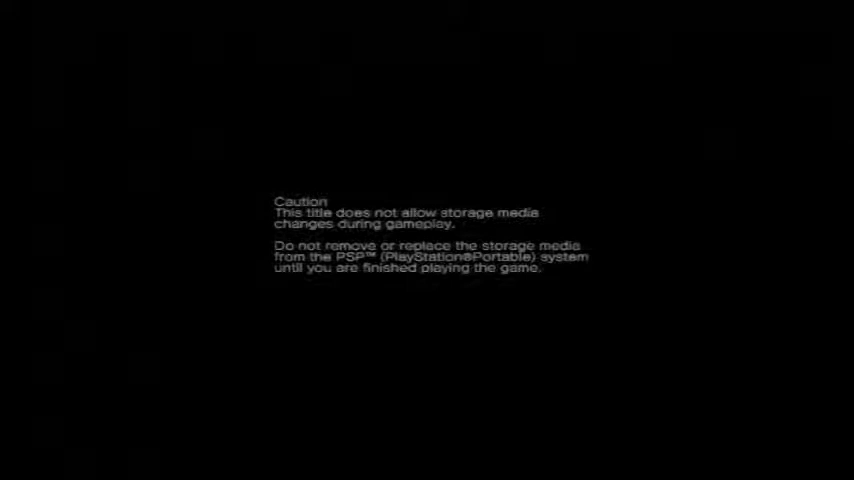 Caution
This title does not allow storage media
changes during gameplay.
Do not remove or replace the storage media
from the PSP™ (PlayStation®Portable) system
until you are finished playing the game.